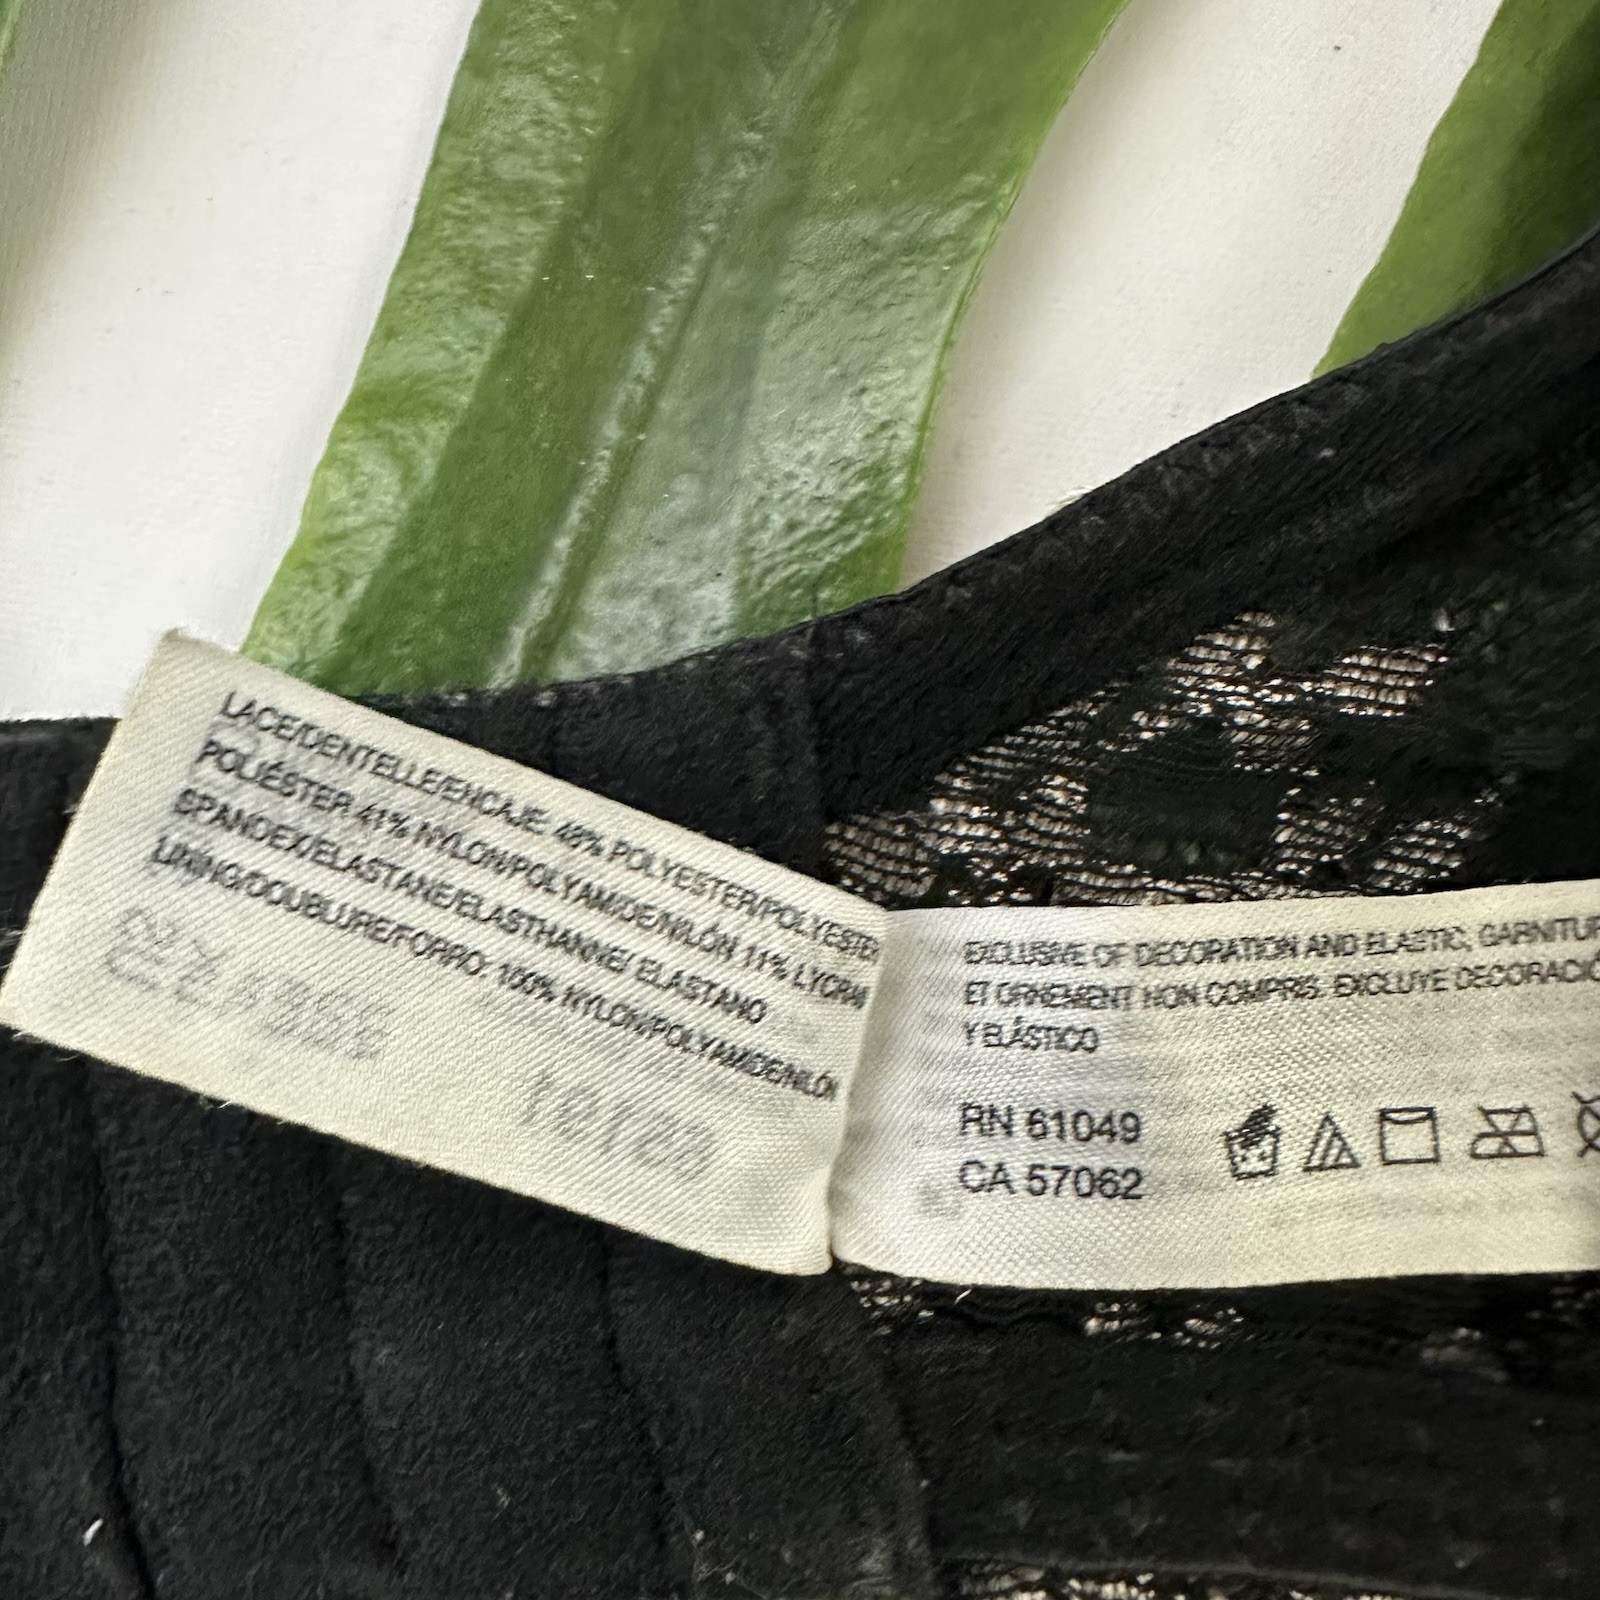 LACE/DENTELLE/ENCAJE: 48% POLYESTER/POLYESTER
POLIÉSTER 41% NYLON/POLYAMIDE/NILÓN 11% LYCRA
SPANDEX/ELASTANE/ELASTHANNE/ ELASTANO
LINING/DOUBLURE/FORRO: 100% NYLON/POLYAMIDE/NILÓN
EXCLUSIVE OF DECORATION AND ELASTIC, GARNITUR
ET ORNEMENT NON COMPRIS. EXCLUYE DECORACIÓ
Y ELÁSTICO
RN 61049
CA 57062